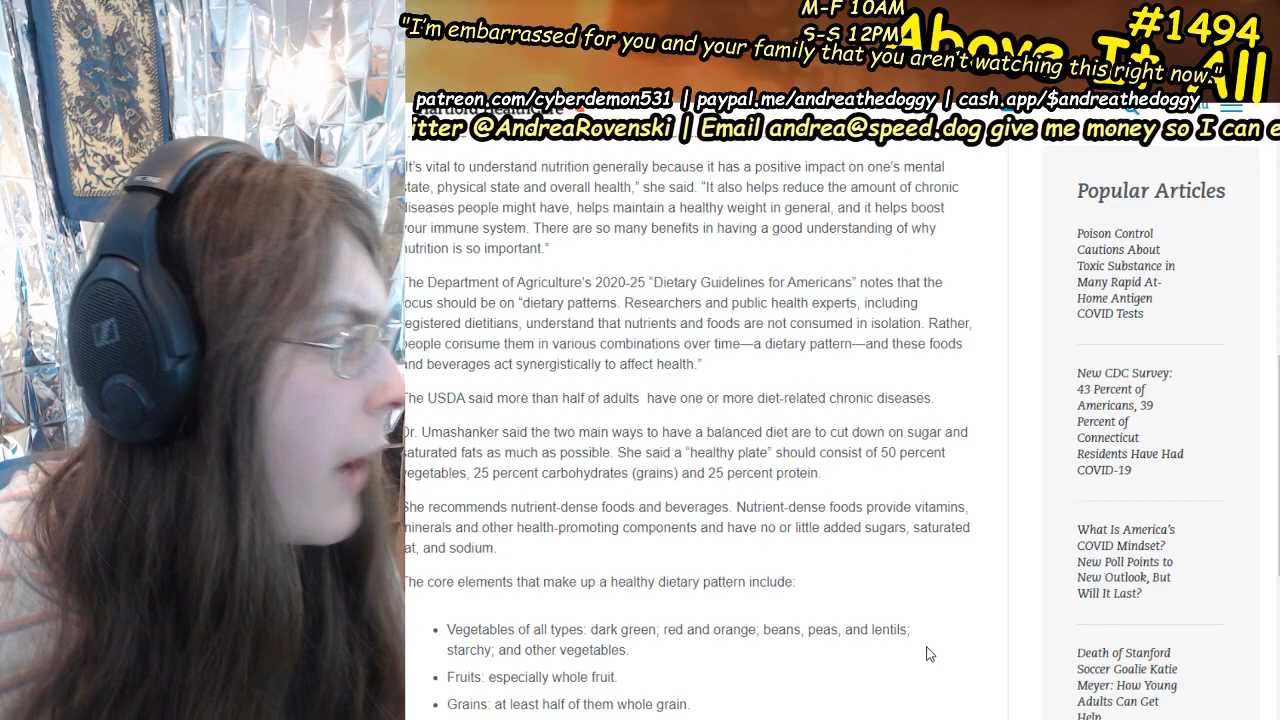 M-F 10AM
S-S 12PM
Above It All
#1494
"I'm embarrassed for you and your family that you aren't watching this right now."
patreon.com/cyberdemon531 | paypal.me/andreathedoggy | cash.app/$andreathedoggy
itter @AndreaRovenski | Email andrea@speed.dog give me money so I can e
It's vital to understand nutrition generally because it has a positive impact on one's mental
state, physical state and overall health,” she said. “It also helps reduce the amount of chronic
diseases people might have, helps maintain a healthy weight in general, and it helps boost
your immune system. There are so many benefits in having a good understanding of why
nutrition is so important.”
The Department of Agriculture's 2020-25 “Dietary Guidelines for Americans” notes that the
focus should be on “dietary patterns. Researchers and public health experts, including
registered dietitians, understand that nutrients and foods are not consumed in isolation. Rather,
people consume them in various combinations over time—a dietary pattern—and these foods
and beverages act synergistically to affect health.”
The USDA said more than half of adults have one or more diet-related chronic diseases.
Dr. Umashanker said the two main ways to have a balanced diet are to cut down on sugar and
saturated fats as much as possible. She said a “healthy plate” should consist of 50 percent
vegetables, 25 percent carbohydrates (grains) and 25 percent protein.
She recommends nutrient-dense foods and beverages. Nutrient-dense foods provide vitamins,
minerals and other health-promoting components and have no or little added sugars, saturated
fat, and sodium.
The core elements that make up a healthy dietary pattern include:
• Vegetables of all types: dark green; red and orange; beans, peas, and lentils;
starchy; and other vegetables.
• Fruits: especially whole fruit.
• Grains: at least half of them whole grain.
Popular Articles
Poison Control
Cautions About
Toxic Substance in
Many Rapid At-
Home Antigen
COVID Tests
New CDC Survey:
43 Percent of
Americans, 39
Percent of
Connecticut
Residents Have Had
COVID-19
What Is America's
COVID Mindset?
New Poll Points to
New Outlook, But
Will It Last?
Death of Stanford
Soccer Goalie Katie
Meyer: How Young
Adults Can Get
Help